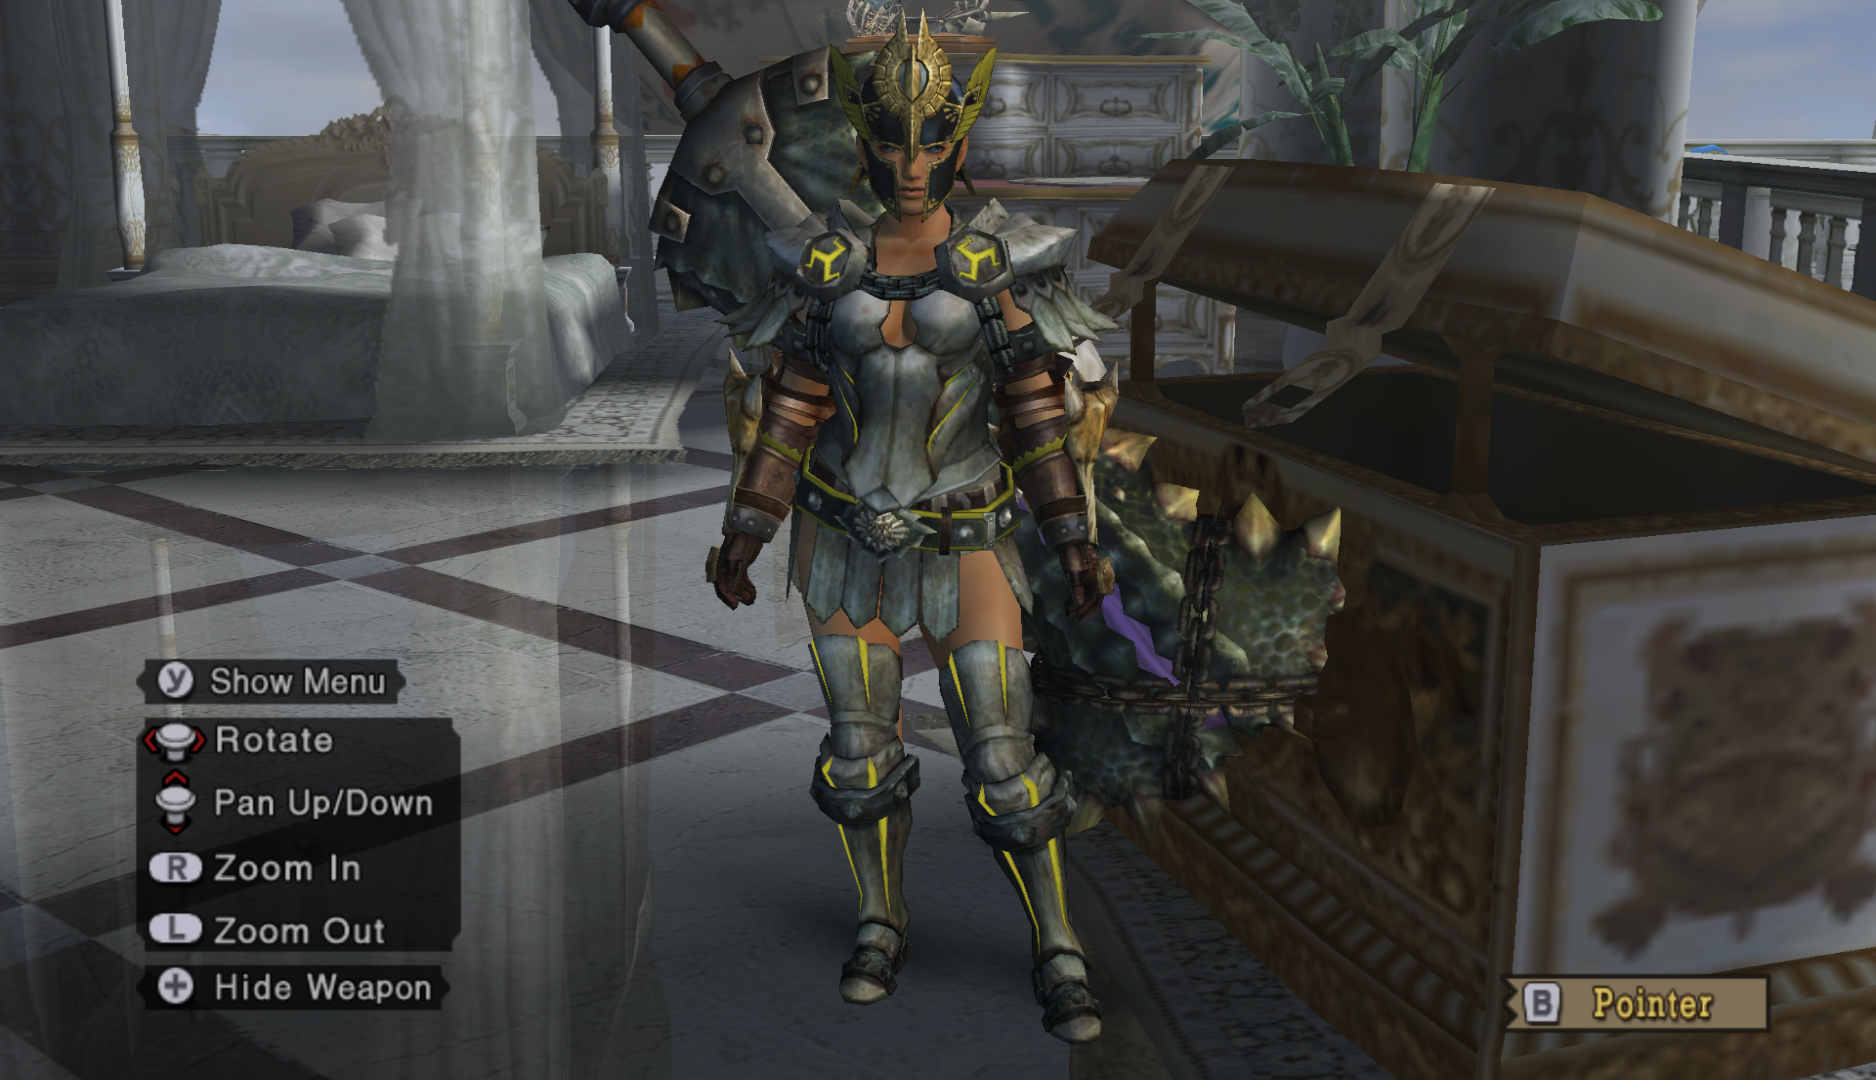 y Show Menu
Rotate
Pan Up/Down
R Zoom In
L Zoom Out
+ Hide Weapon
B Pointer